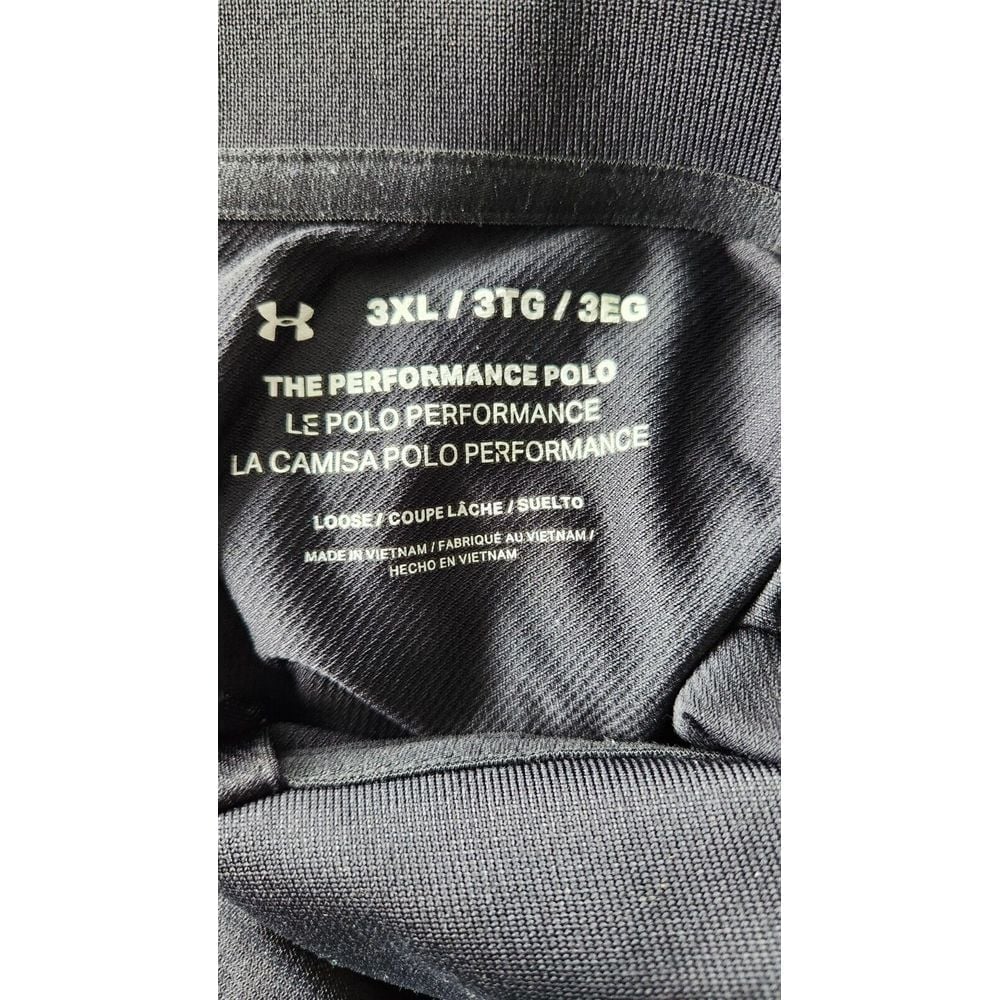 3XL / 3TG / 3EG
THE PERFORMANCE POLO
LE POLO PERFORMANCE
LA CAMISA POLO PERFORMANCE
LOOSE / COUPE LÂCHE / SUELTO
MADE IN VIETNAM / FABRIQUÉ AU VIETNAM /
HECHO EN VIETNAM